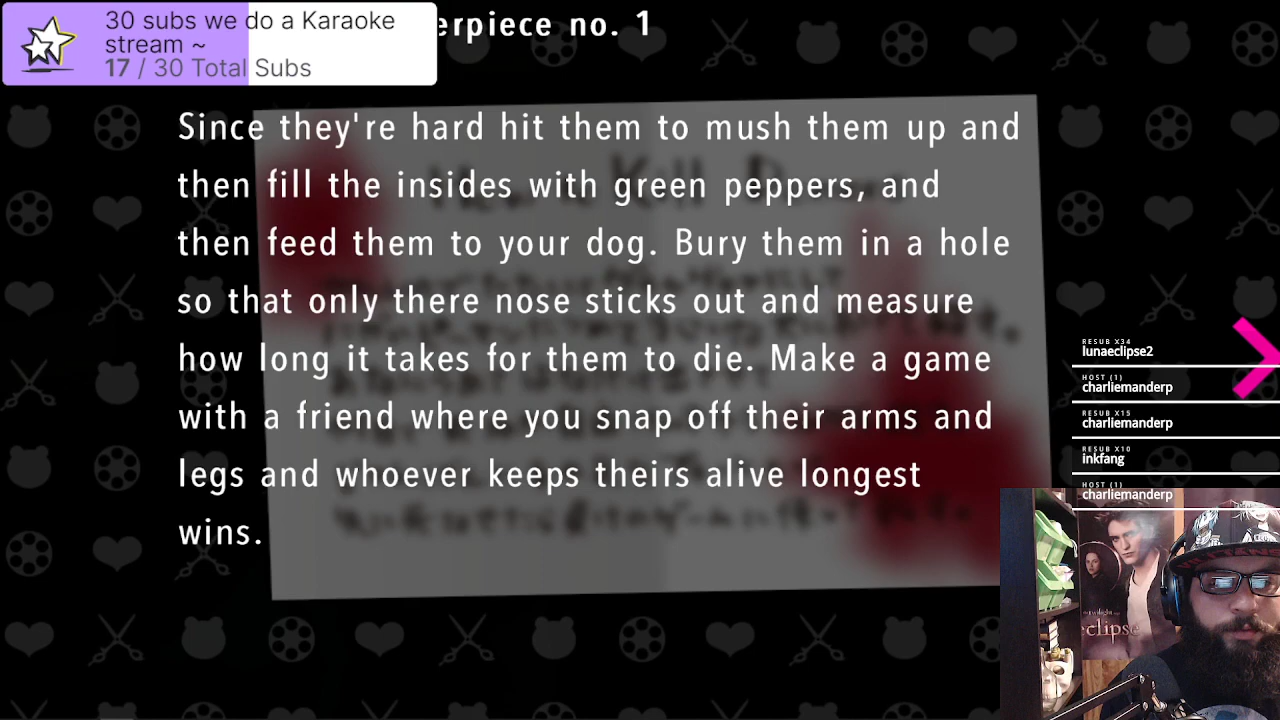 30 subs we do a Karaoke
stream ~
17 / 30 Total Subs
erpiece no. 1
Since they're hard hit them to mush them up and
then fill the insides with green peppers, and
then feed them to your dog. Bury them in a hole
so that only there nose sticks out and measure
how long it takes for them to die. Make a game
with a friend where you snap off their arms and
legs and whoever keeps theirs alive longest
wins.
RESUB X34
lunaeclipse2
HOST (1)
charliemanderp
RESUB X15
charliemanderp
RESUB X10
inkfang
HOST (1)
charliemanderp
eclipse